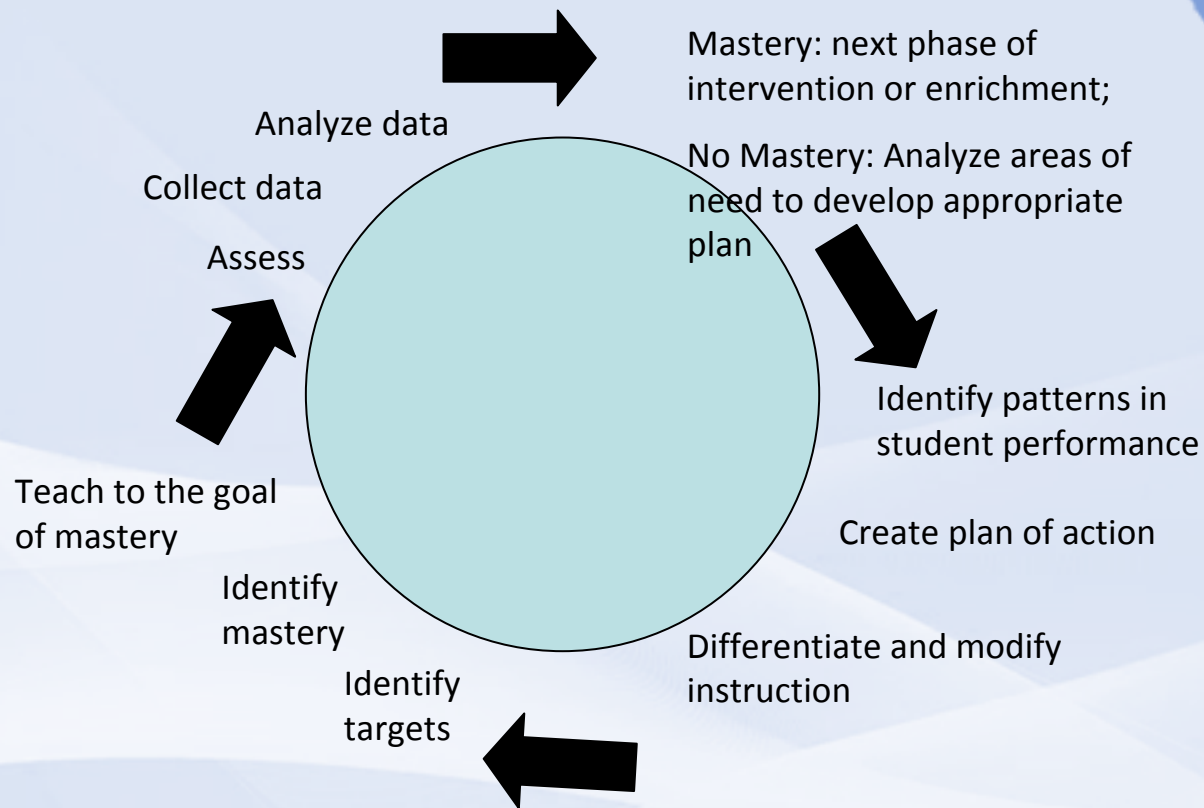 Mastery: next phase of
intervention or enrichment;
No Mastery: Analyze areas of
need to develop appropriate
plan
Identify patterns in
student performance
Create plan of action
Differentiate and modify
instruction
Identify
targets
Identify
mastery
Teach to the goal
of mastery
Assess
Collect data
Analyze data